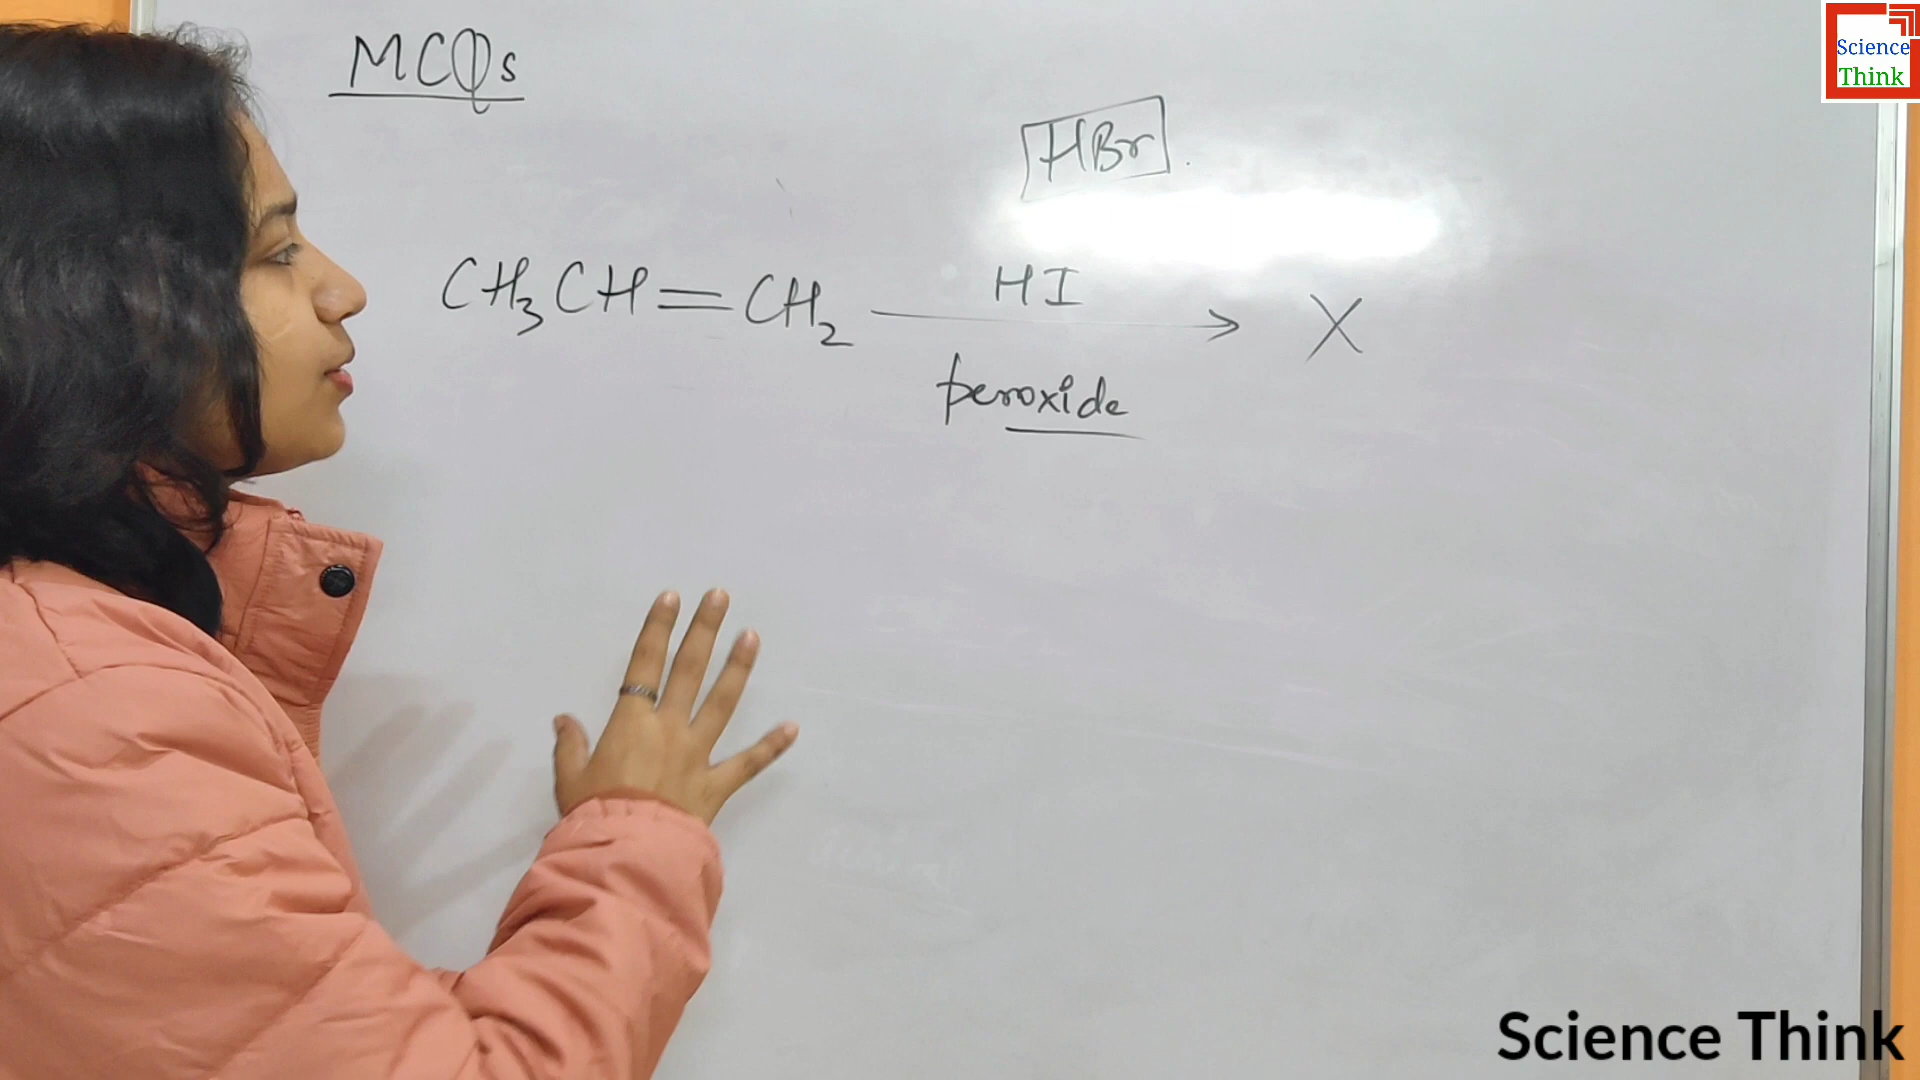 MCQs
Science
Think
HBr
CH₃CH=CH₂ HI → X
peroxide
Science Think